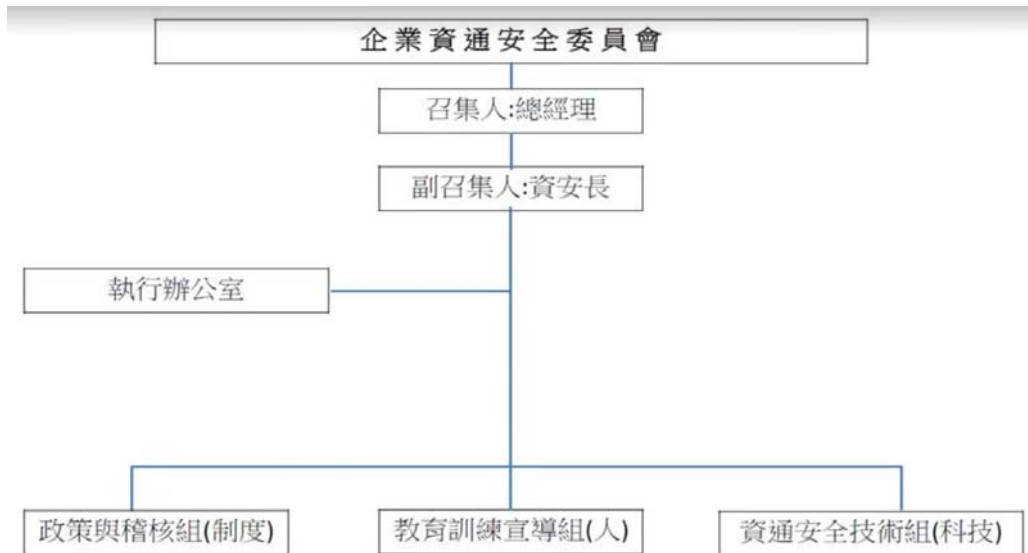 企業資通安全委員會
召集人:總經理
副召集人:資安長
執行辦公室
政策與稽核組(制度)
教育訓練宣導組(人)
資通安全技術組(科技)